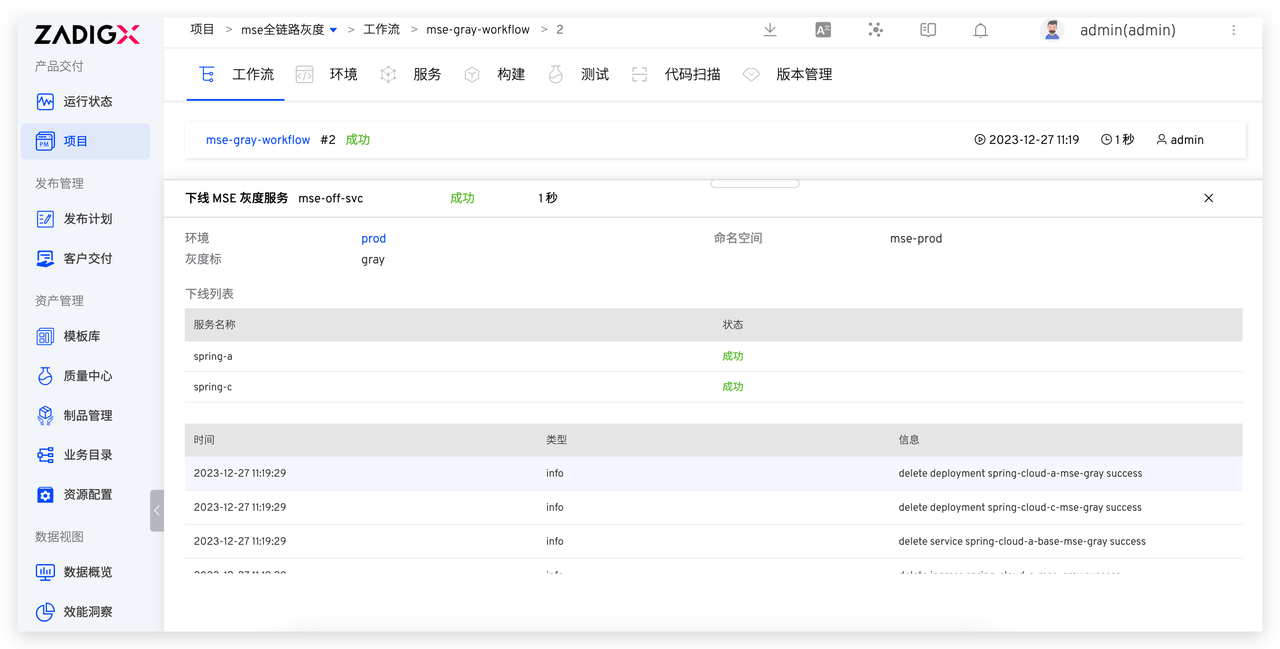 ZADIGX
项目 > mse全链路灰度 > 工作流 > mse-gray-workflow > 2
admin(admin)
产品交付
运行状态
项目
发布管理
发布计划
客户交付
资产管理
模板库
质量中心
制品管理
业务目录
资源配置
数据视图
数据概览
效能洞察
工作流 环境 服务 构建 测试 代码扫描 版本管理
mse-gray-workflow #2 成功 2023-12-27 11:19 1 秒 admin
下线 MSE 灰度服务 mse-off-svc 成功 1 秒
环境 prod 命名空间 mse-prod
灰度标 gray
下线列表
服务名称 状态
spring-a 成功
spring-c 成功
时间 类型 信息
2023-12-27 11:19:29 info delete deployment spring-cloud-a-mse-gray success
2023-12-27 11:19:29 info delete deployment spring-cloud-c-mse-gray success
2023-12-27 11:19:29 info delete service spring-cloud-a-base-mse-gray success